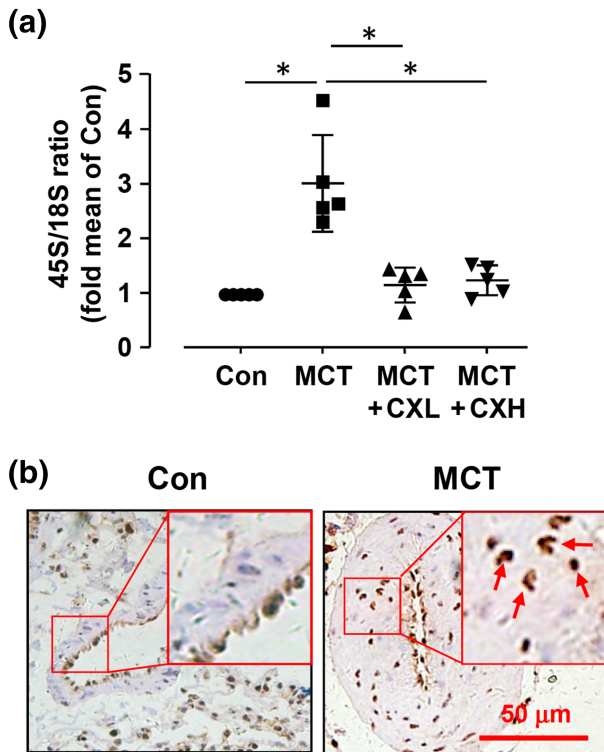 (a)
* * *
5
4
3
2
1
0
45S/18S ratio
(fold mean of Con)
Con MCT MCT MCT
+CXL +CXH
(b)
Con MCT
50 µm